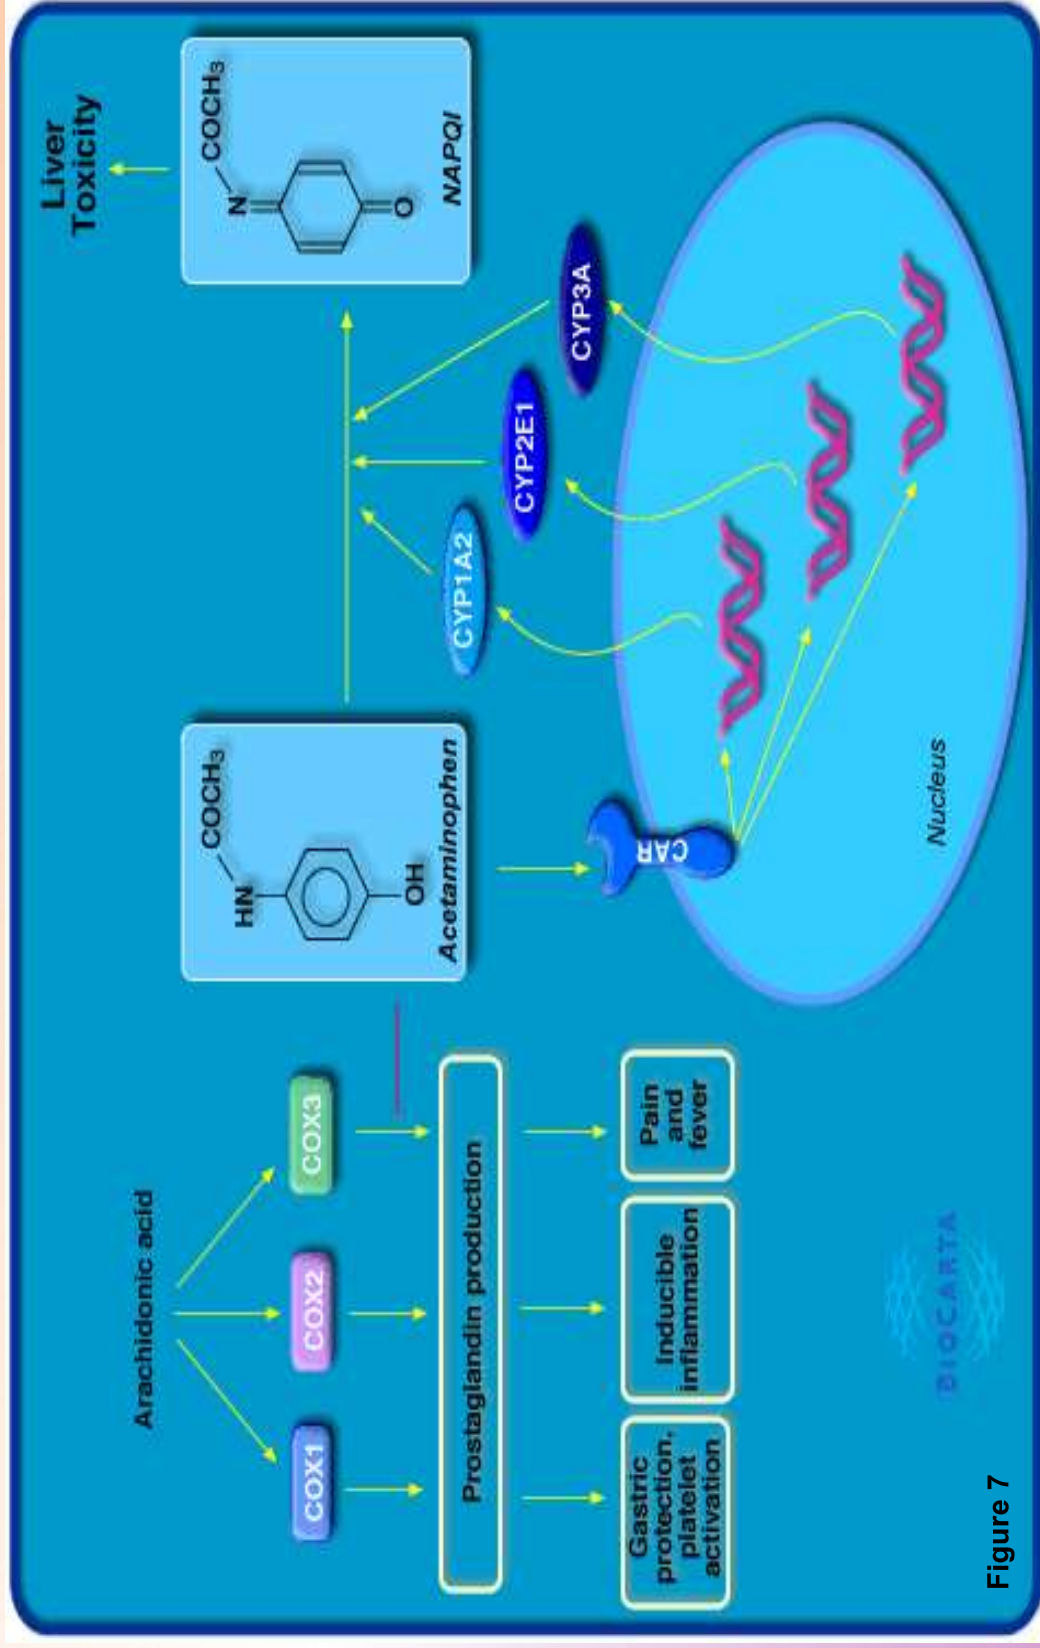 Arachidonic acid
COX1
COX2
COX3
Prostaglandin production
Gastric
protection,
platelet
activation
Inducible
inflammation
Pain
and
fever
HN
COCH3
OH
Acetaminophen
CAR
Nucleus
CYP1A2
CYP2E1
CYP3A
N
COCH3
O
NAPQI
Liver
Toxicity
BIOCARTA
Figure 7